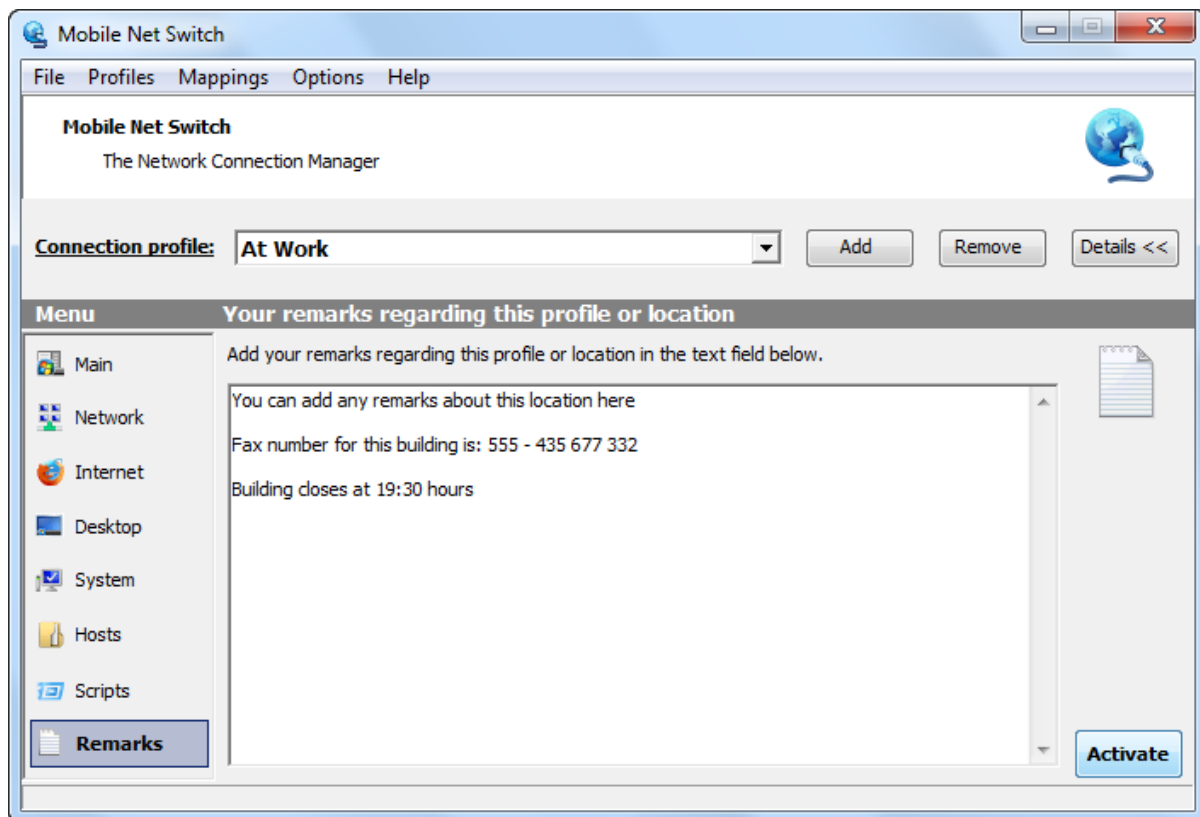 Mobile Net Switch
File Profiles Mappings Options Help
Mobile Net Switch
The Network Connection Manager
Connection profile: At Work Add Remove Details <<
Menu Your remarks regarding this profile or location
Add your remarks regarding this profile or location in the text field below.
Main
Network
Internet
Desktop
System
Hosts
Scripts
Remarks
You can add any remarks about this location here
Fax number for this building is: 555 - 435 677 332
Building closes at 19:30 hours
Activate